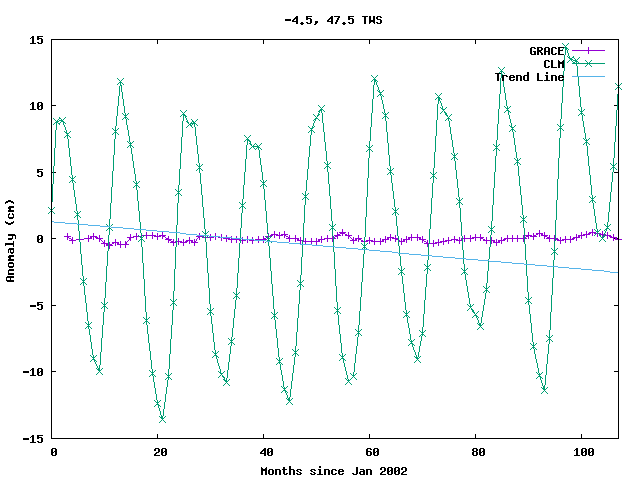 -4.5, 47.5 TWS
GRACE
CLM
Trend Line
15
10
5
0
-5
-10
-15
Anomaly (cm)
0 20 40 60 80 100
Months since Jan 2002